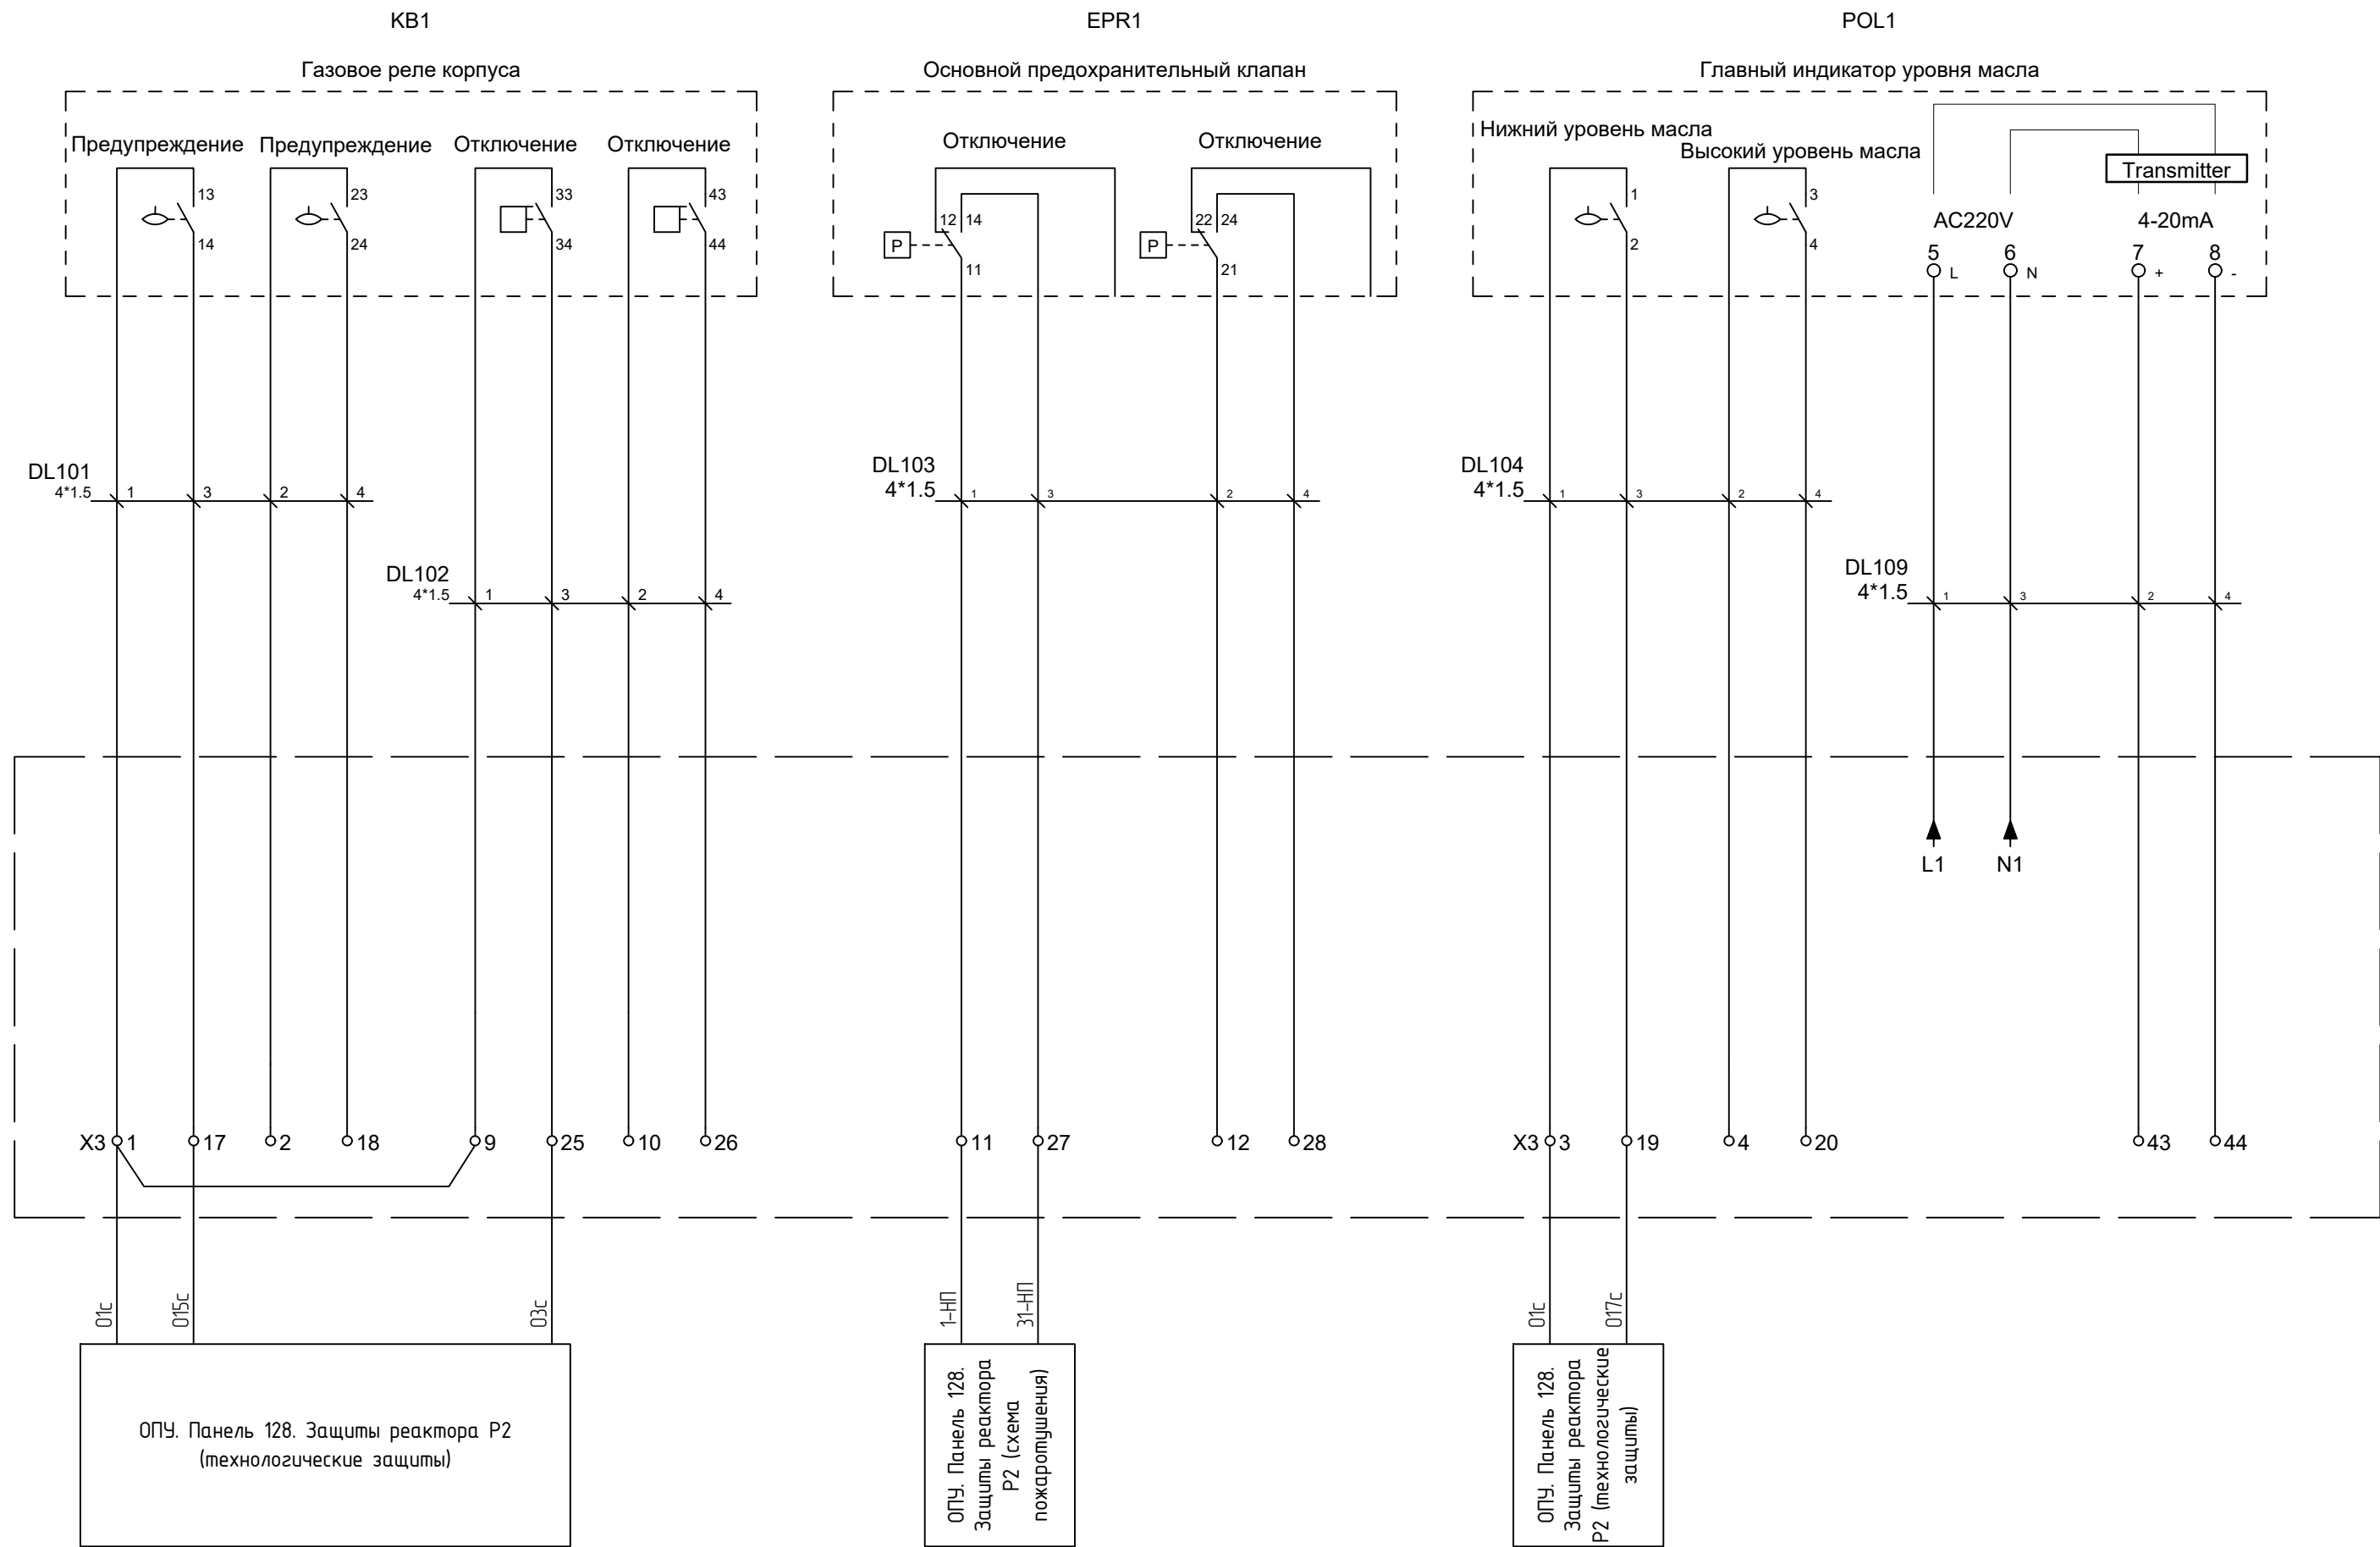 KB1
EPR1
POL1
Газовое реле корпуса
Основной предохранительный клапан
Главный индикатор уровня масла
Предупреждение
Предупреждение
Отключение
Отключение
13
14
23
24
33
34
43
44
Отключение
Отключение
P
12
14
11
P
22
24
21
Нижний уровень масла
Высокий уровень масла
1
2
3
4
Transmitter
AC220V
4-20mA
5
L
6
N
7
+
8
-
DL101
4*1.5
1
3
2
4
DL102
4*1.5
1
3
2
4
DL103
4*1.5
1
3
2
4
DL104
4*1.5
1
3
2
4
DL109
4*1.5
1
3
2
4
L1
N1
X3
1
17
2
18
9
25
10
26
11
27
12
28
X3
3
19
4
20
43
44
01с
015с
03с
1-НП
31-НП
01с
017с
ОПУ. Панель 128. Защиты реактора Р2
(технологические защиты)
ОПУ. Панель 128.
Защиты реактора
Р2 (схема
пожаротушения)
ОПУ. Панель 128.
Защиты реактора
Р2 (технологические
защиты)